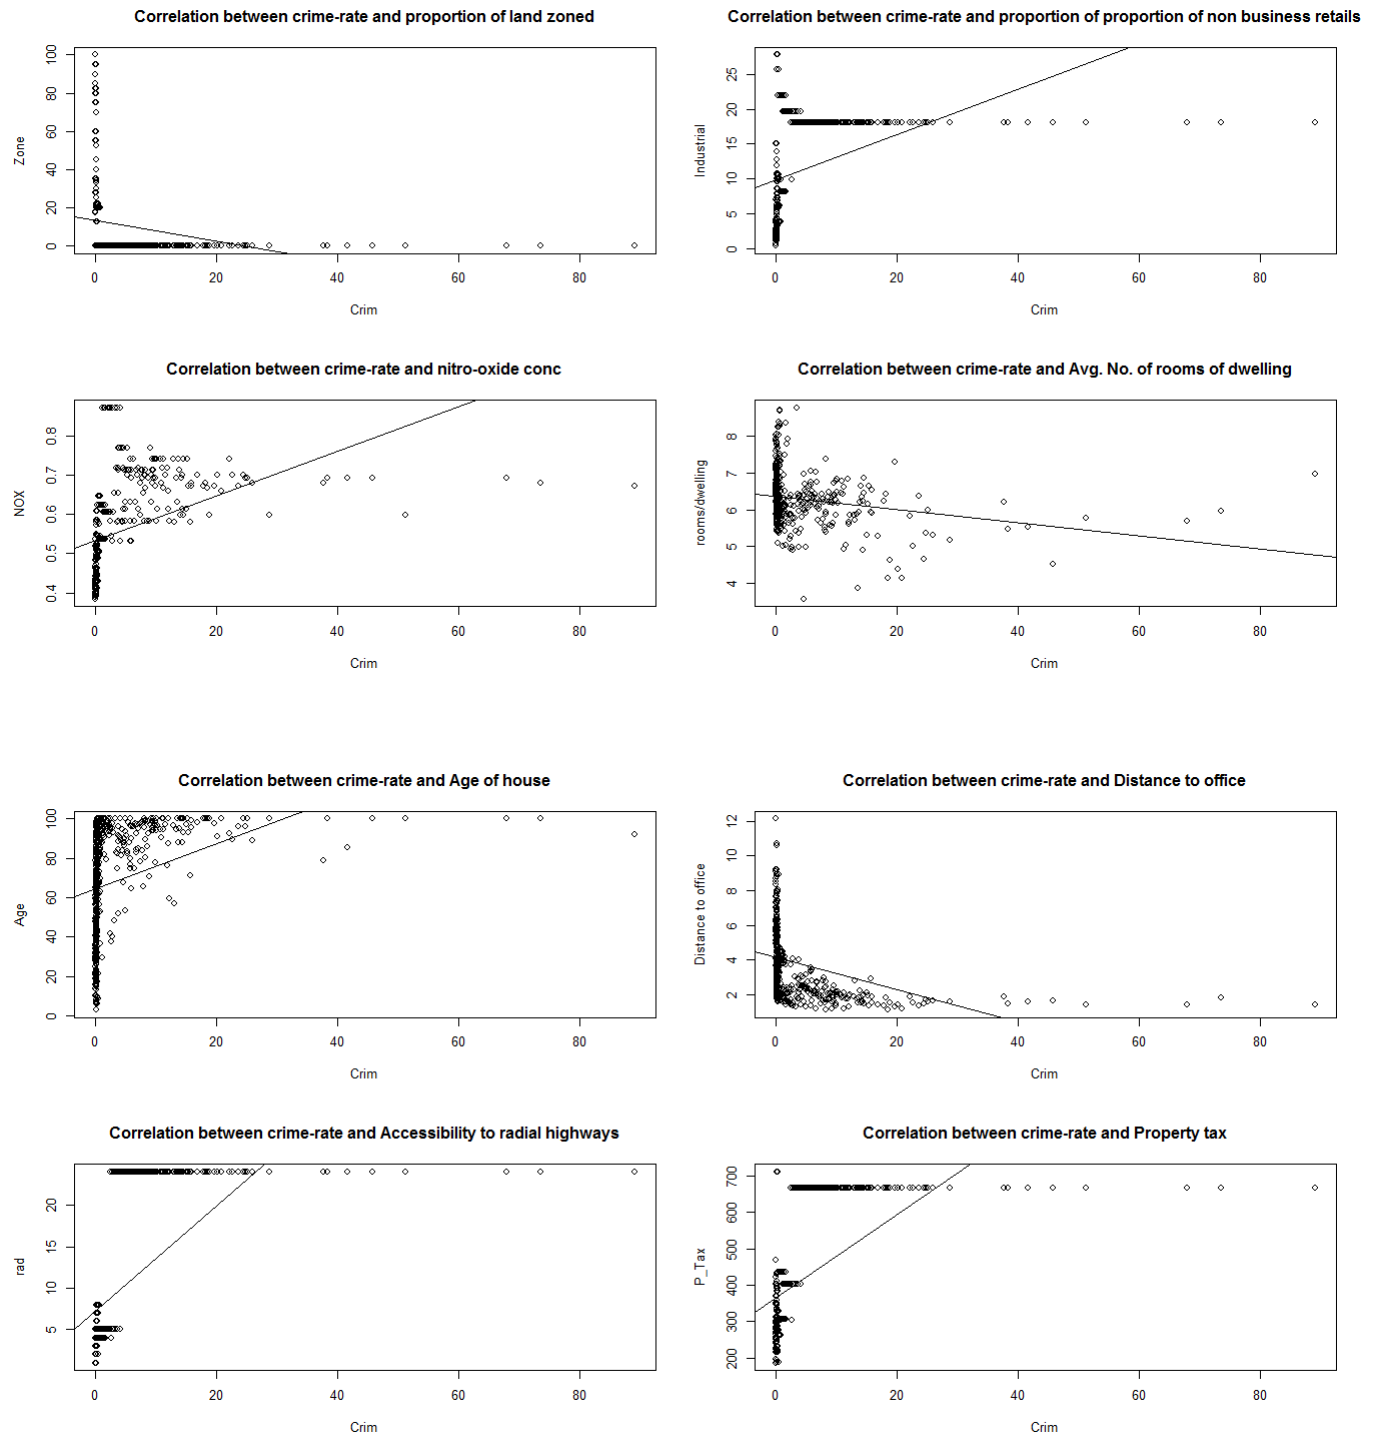 Correlation between crime-rate and proportion of land zoned
Zone
0 20 40 60 80 100
0 20 40 60 80
Crim
Correlation between crime-rate and proportion of proportion of non business retails
Industrial
0 5 10 15 20 25
0 20 40 60 80
Crim
Correlation between crime-rate and nitro-oxide conc
NOX
0.4 0.5 0.6 0.7 0.8
0 20 40 60 80
Crim
Correlation between crime-rate and Avg. No. of rooms of dwelling
rooms/dwelling
4 5 6 7 8
0 20 40 60 80
Crim
Correlation between crime-rate and Age of house
Age
0 20 40 60 80 100
0 20 40 60 80
Crim
Correlation between crime-rate and Distance to office
Distance to office
2 4 6 8 10 12
0 20 40 60 80
Crim
Correlation between crime-rate and Accessibility to radial highways
rad
5 10 15 20
0 20 40 60 80
Crim
Correlation between crime-rate and Property tax
P_Tax
200 300 400 500 600 700
0 20 40 60 80
Crim